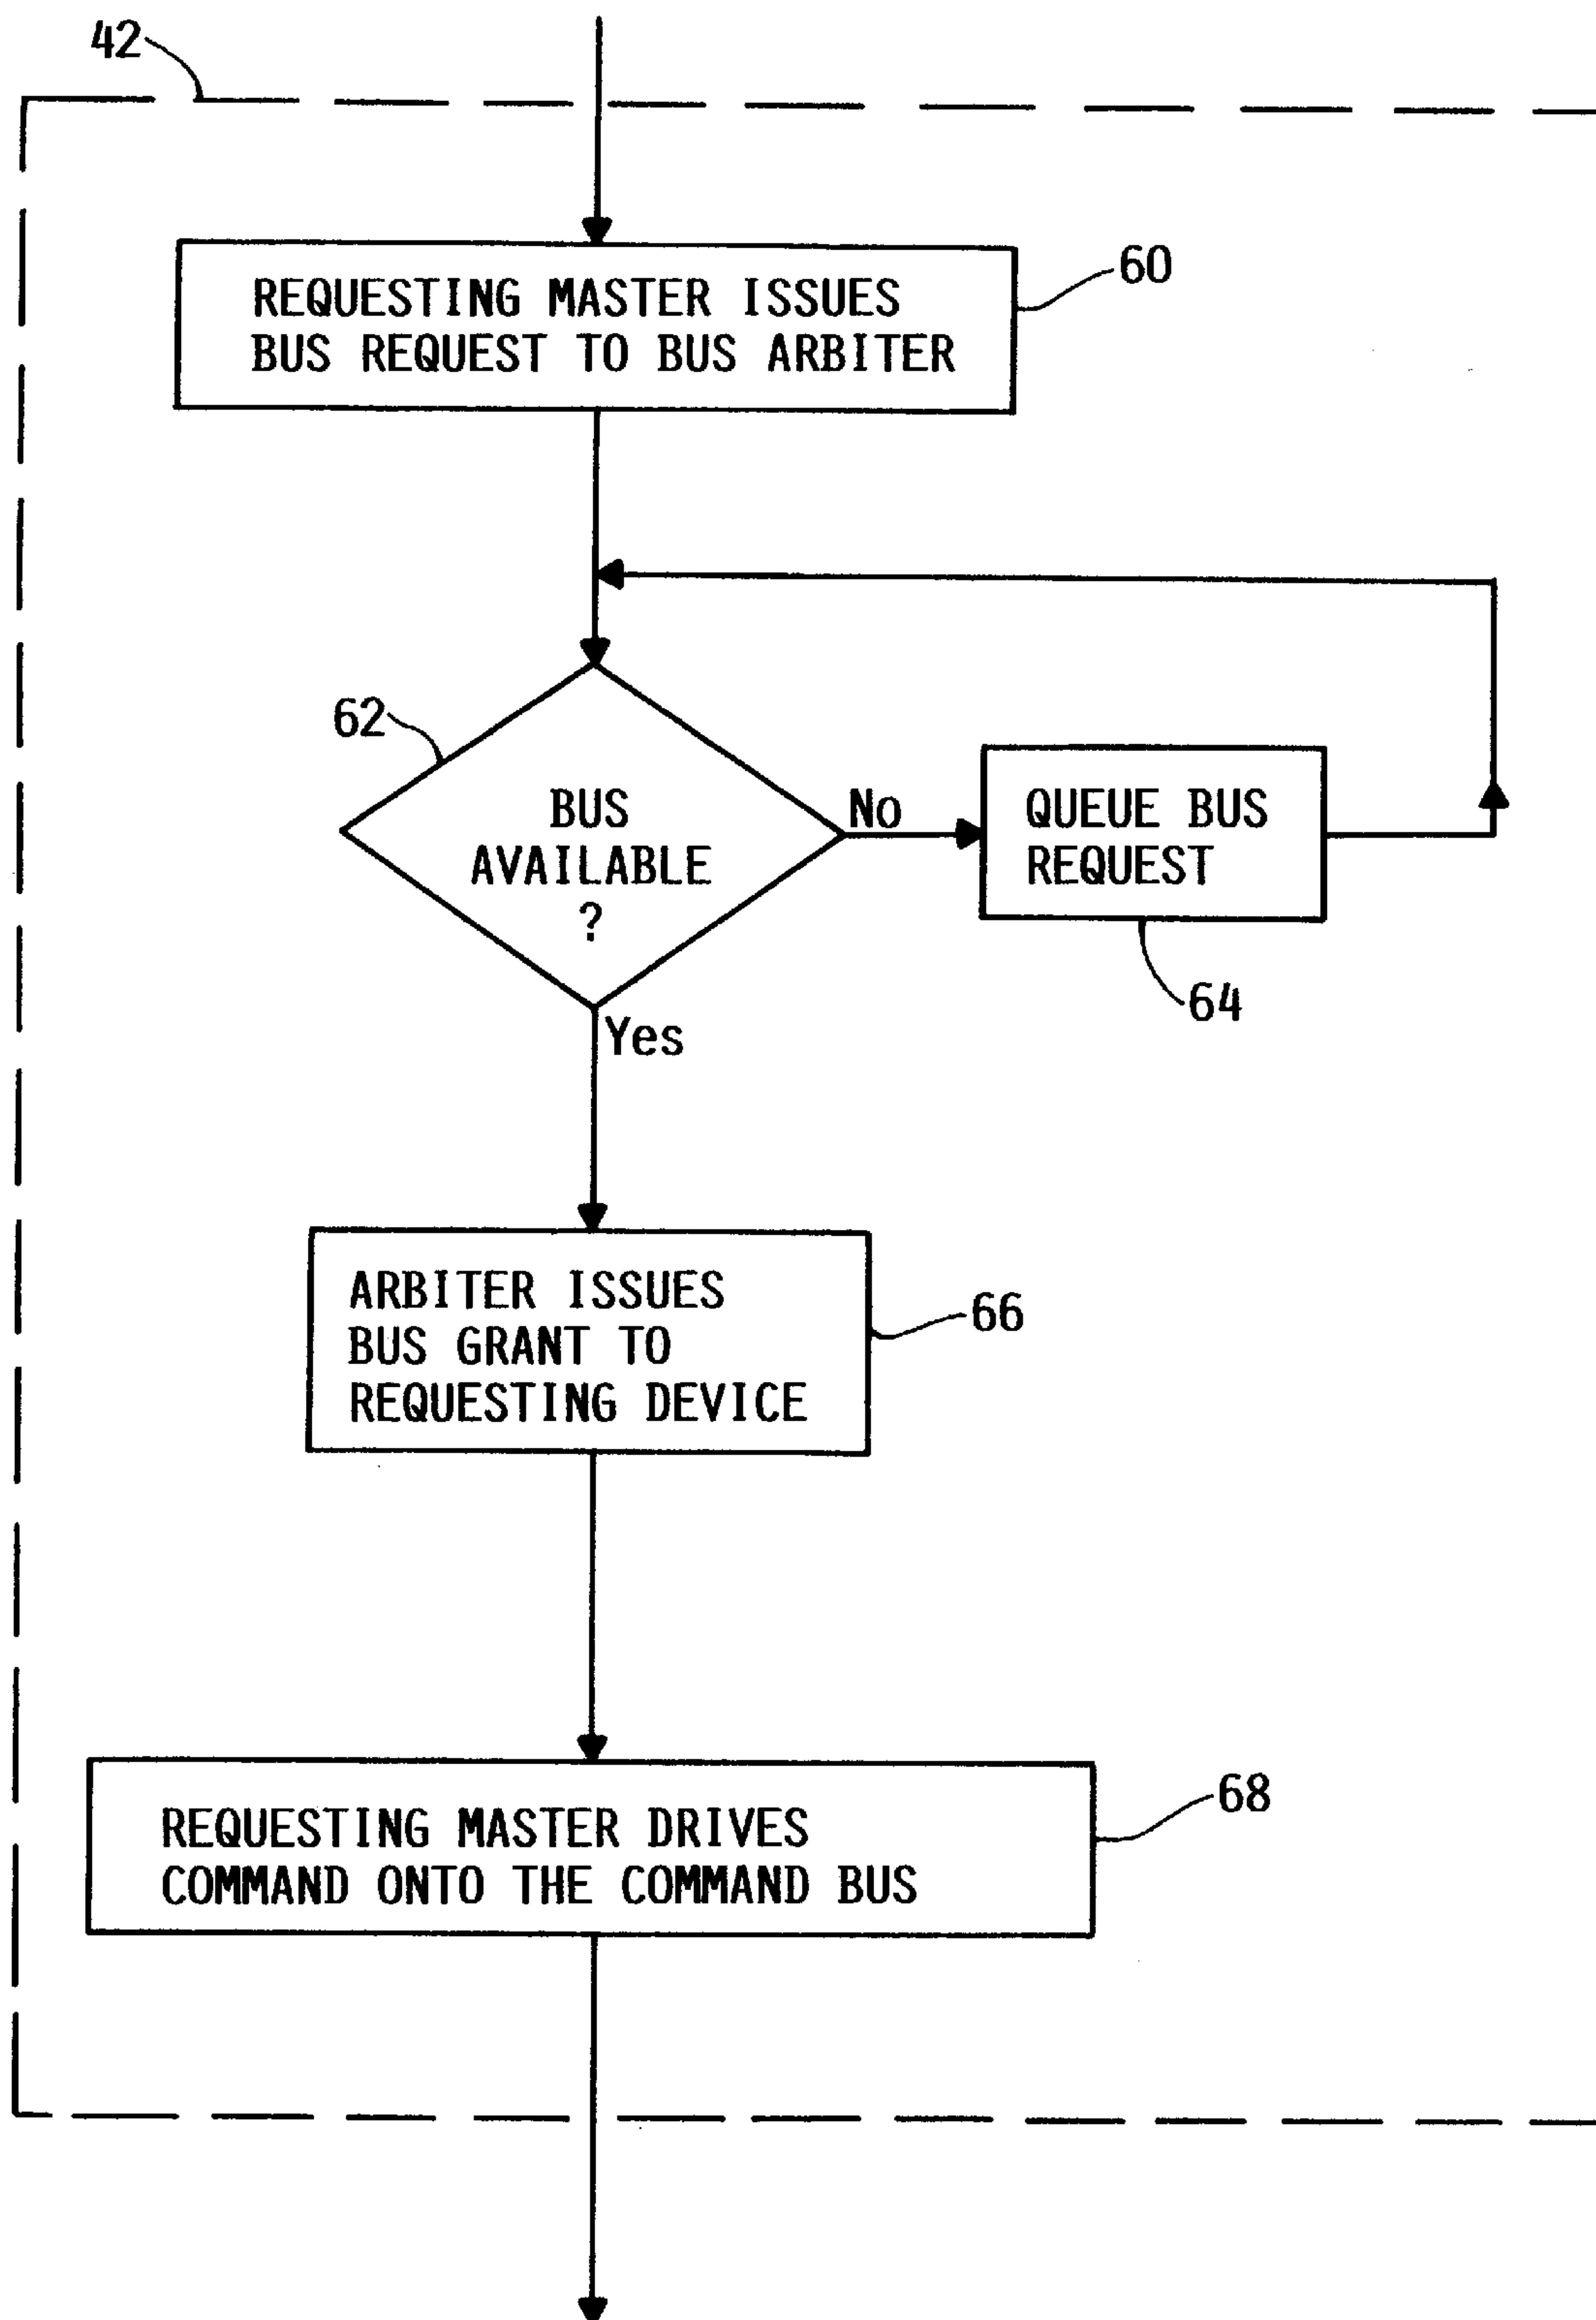 42
REQUESTING MASTER ISSUES
BUS REQUEST TO BUS ARBITER
60
62
BUS
AVAILABLE
?
No
QUEUE BUS
REQUEST
64
Yes
ARBITER ISSUES
BUS GRANT TO
REQUESTING DEVICE
66
REQUESTING MASTER DRIVES
COMMAND ONTO THE COMMAND BUS
68